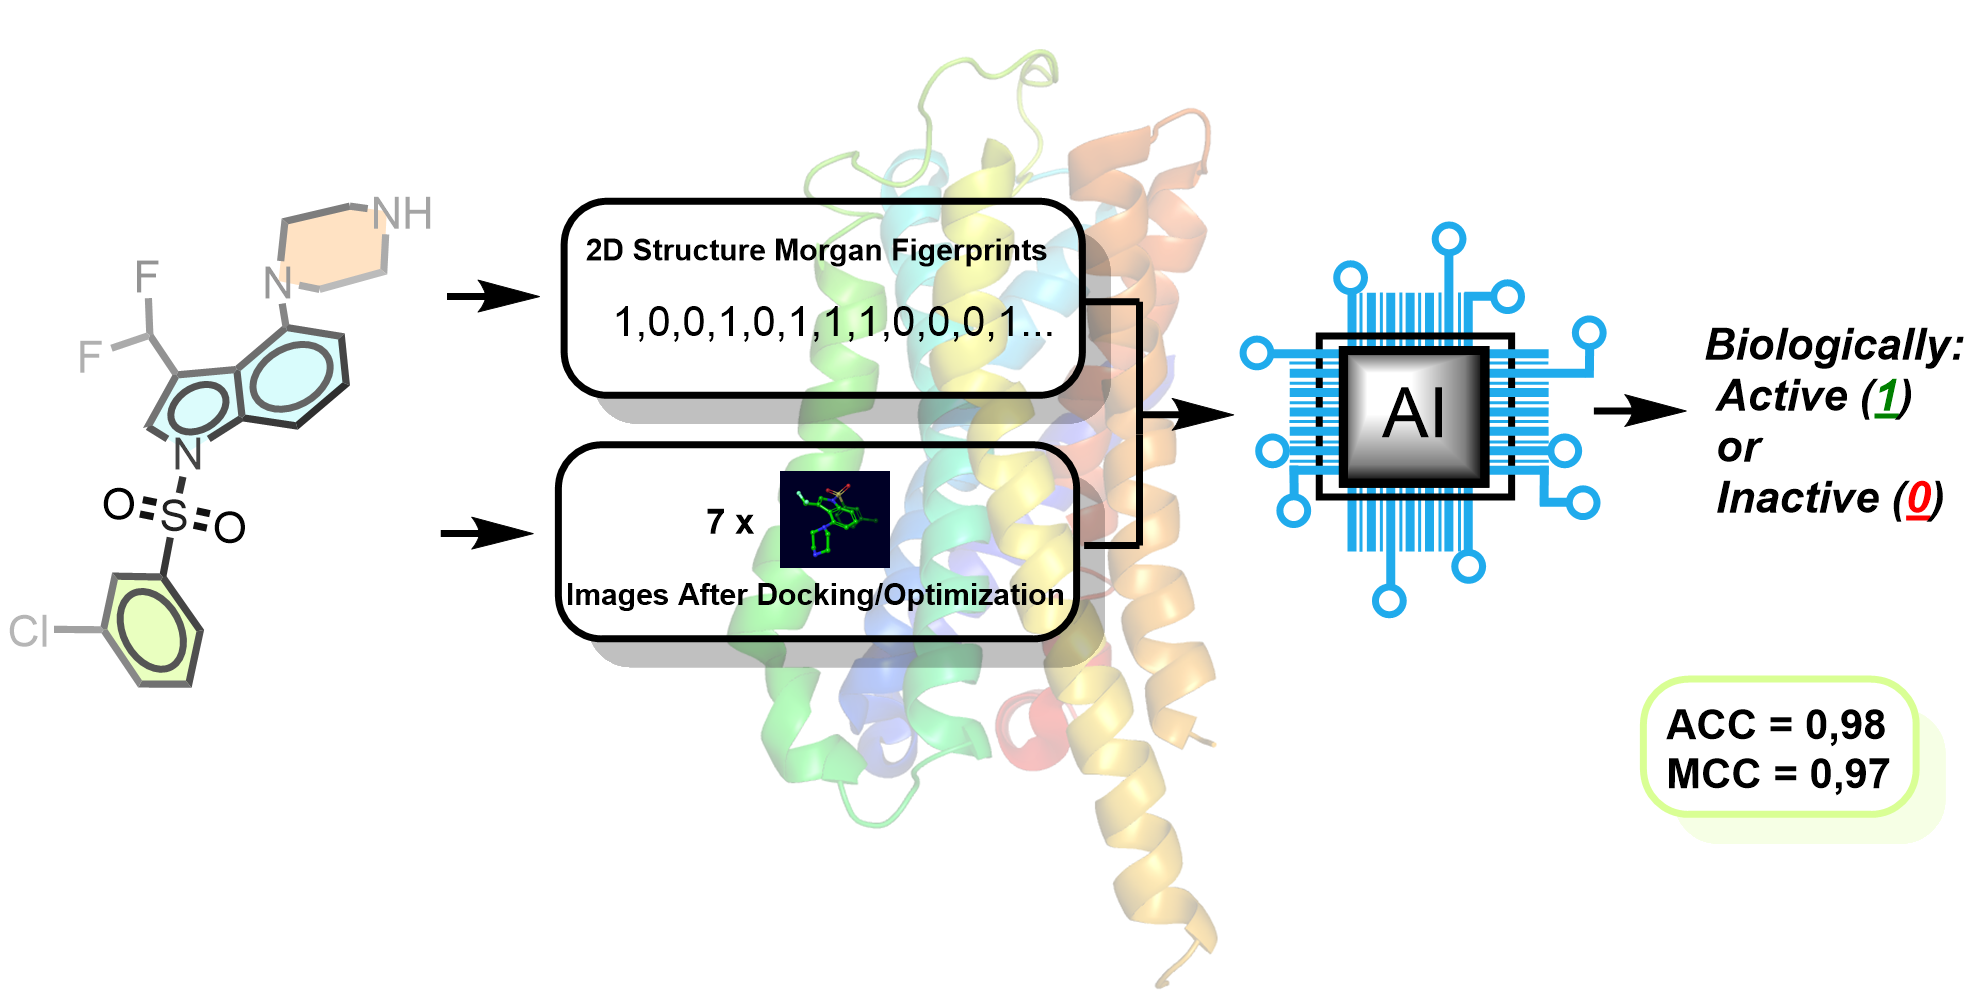 NH
N
F
F
N
O
S
O
Cl
2D Structure Morgan Figerprints
1,0,0,1,0,1,1,1,0,0,0,1...
7 x
Images After Docking/Optimization
AI
Biologically:
Active (1)
or
Inactive (0)
ACC = 0,98
MCC = 0,97